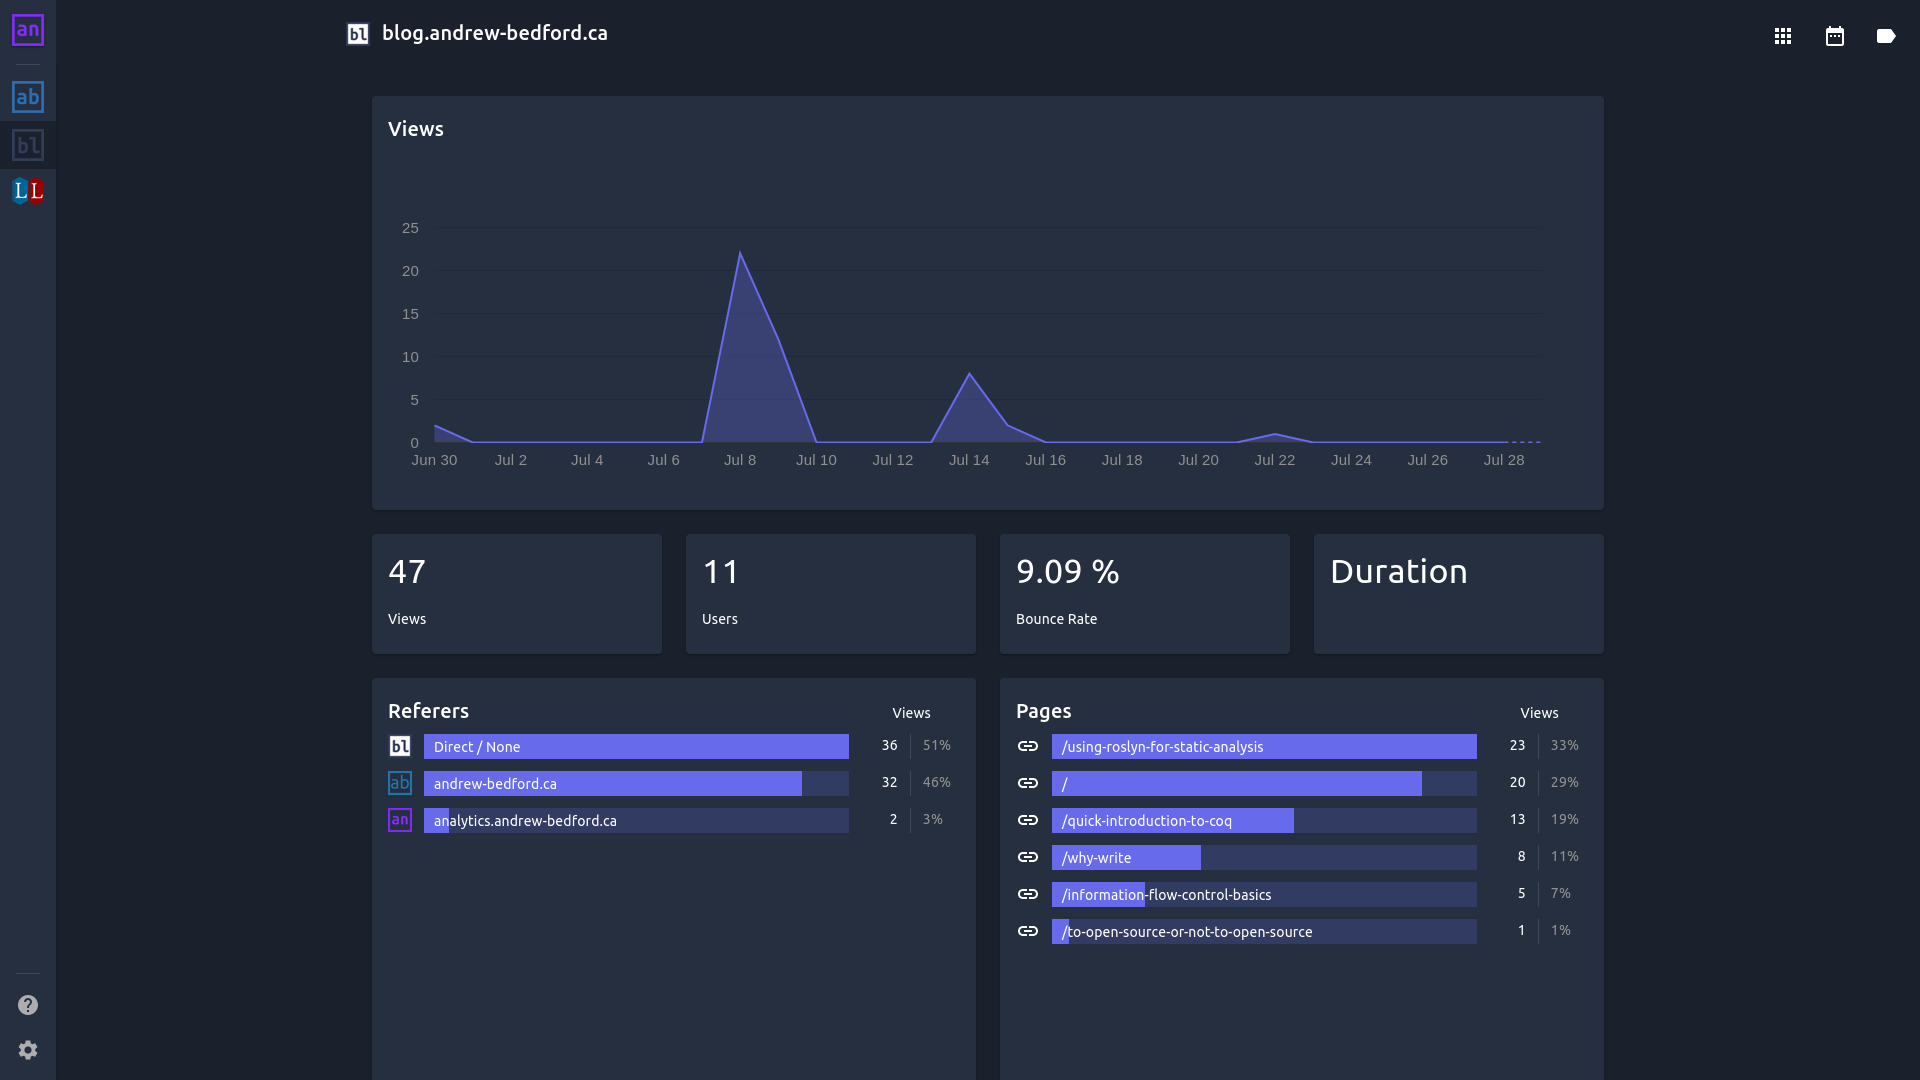 an
bl blog.andrew-bedford.ca
ab
bl
LL
Views
25
20
15
10
5
0
Jun 30 Jul 2 Jul 4 Jul 6 Jul 8 Jul 10 Jul 12 Jul 14 Jul 16 Jul 18 Jul 20 Jul 22 Jul 24 Jul 26 Jul 28
47
Views
11
Users
9.09 %
Bounce Rate
Duration
Referers Views
bl Direct / None 36 51%
ab andrew-bedford.ca 32 46%
an analytics.andrew-bedford.ca 2 3%
Pages Views
/using-roslyn-for-static-analysis 23 33%
/ 20 29%
/quick-introduction-to-coq 13 19%
/why-write 8 11%
/information-flow-control-basics 5 7%
/to-open-source-or-not-to-open-source 1 1%
?